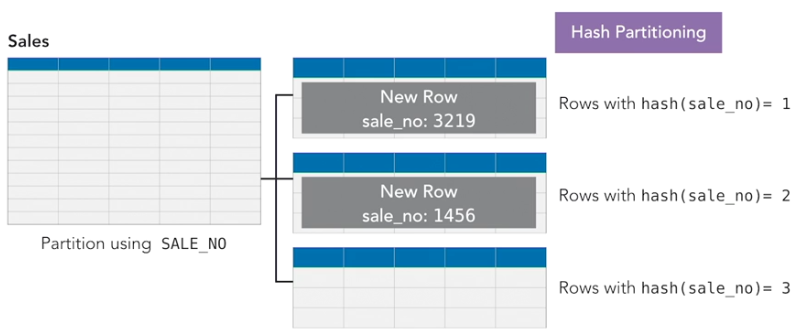 Hash Partitioning
Sales
New Row
sale_no: 3219
Rows with hash(sale_no)= 1
New Row
sale_no: 1456
Rows with hash(sale_no)= 2
Partition using SALE_NO
Rows with hash(sale_no)= 3